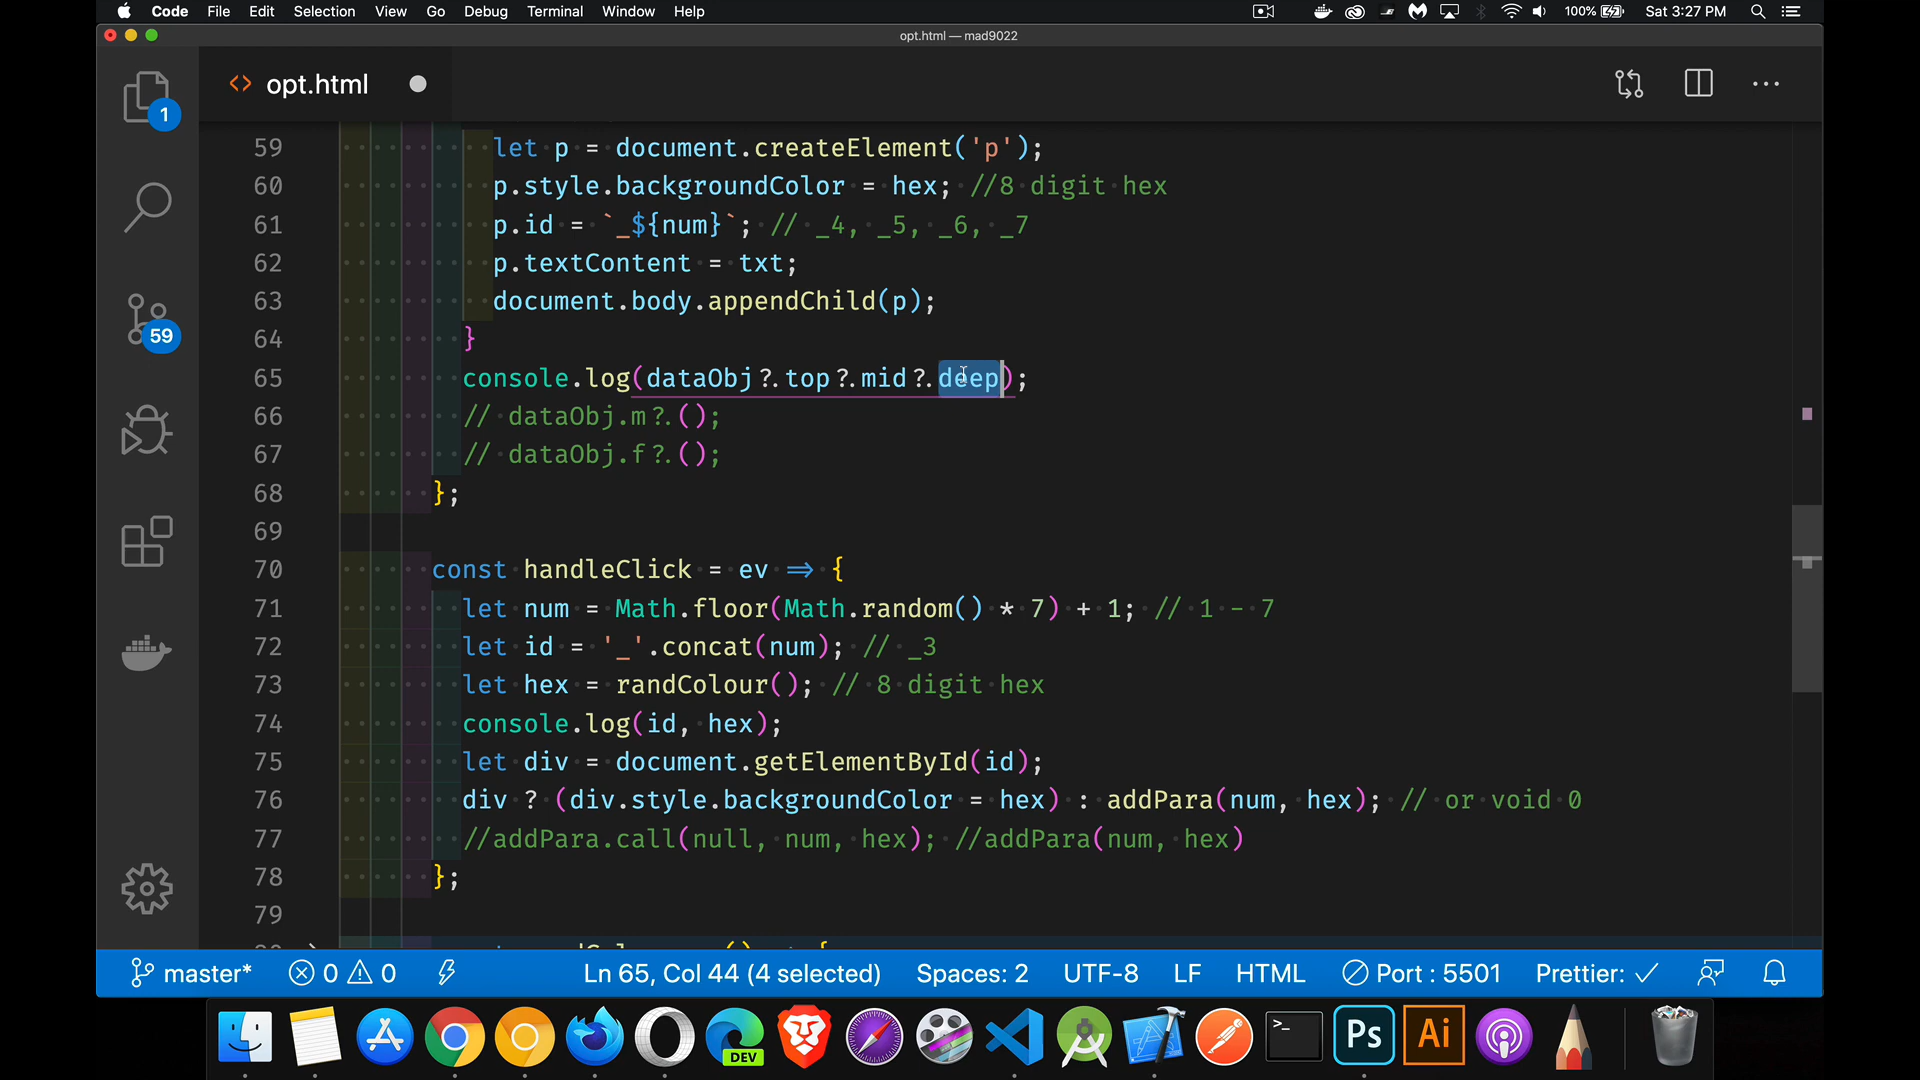 Code File Edit Selection View Go Debug Terminal Window Help 100% Sat 3:27 PM
opt.html — mad9022
opt.html
1
59
59 let p = document.createElement('p');
60 p.style.backgroundColor = hex; //8 digit hex
61 p.id = `_${num}`; // _4, _5, _6, _7
62 p.textContent = txt;
63 document.body.appendChild(p);
64 }
65 console.log(dataObj?.top?.mid?.deep);
66 // dataObj.m?.();
67 // dataObj.f?.();
68 };
69
70 const handleClick = ev => {
71 let num = Math.floor(Math.random() * 7) + 1; // 1 - 7
72 let id = '_'.concat(num); // _3
73 let hex = randColour(); // 8 digit hex
74 console.log(id, hex);
75 let div = document.getElementById(id);
76 div ? (div.style.backgroundColor = hex) : addPara(num, hex); // or void 0
77 //addPara.call(null, num, hex); //addPara(num, hex)
78 };
79
master* 0 0 Ln 65, Col 44 (4 selected) Spaces: 2 UTF-8 LF HTML Port : 5501 Prettier: ✓
DEV >_ Ps Ai